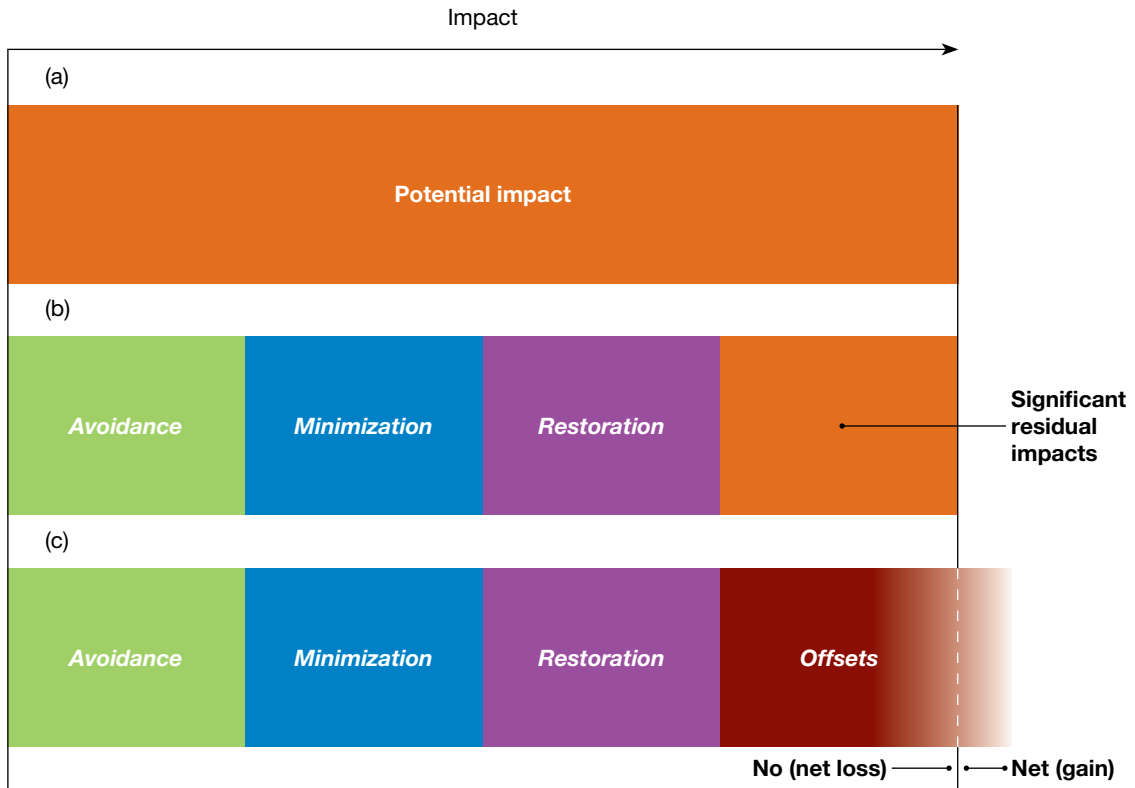 Impact
(a)
Potential impact
(b)
Avoidance
Minimization
Restoration
Significant
residual
impacts
(c)
Avoidance
Minimization
Restoration
Offsets
No (net loss)
Net (gain)